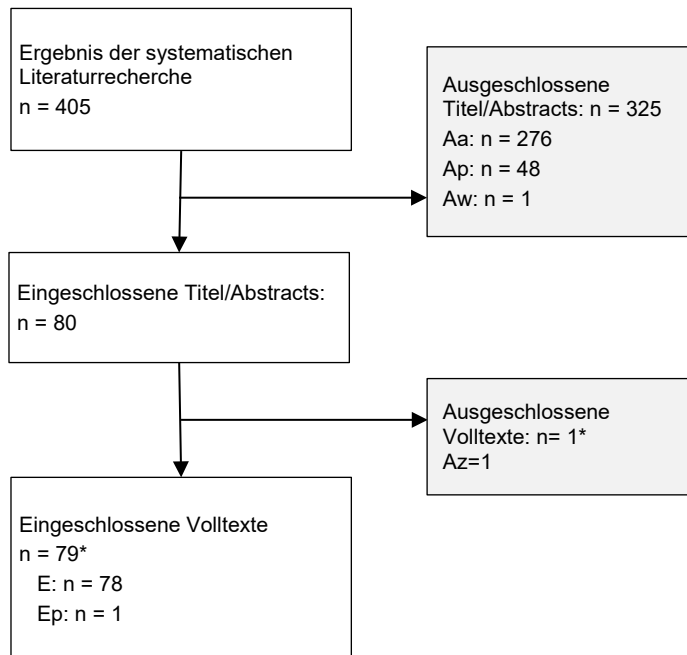 Ergebnis der systematischen
Literaturrecherche
n = 405
Ausgeschlossene
Titel/Abstracts: n = 325
Aa: n = 276
Ap: n = 48
Aw: n = 1
Eingeschlossene Titel/Abstracts:
n = 80
Ausgeschlossene
Volltexte: n= 1*
Az=1
Eingeschlossene Volltexte
n = 79*
E: n = 78
Ep: n = 1